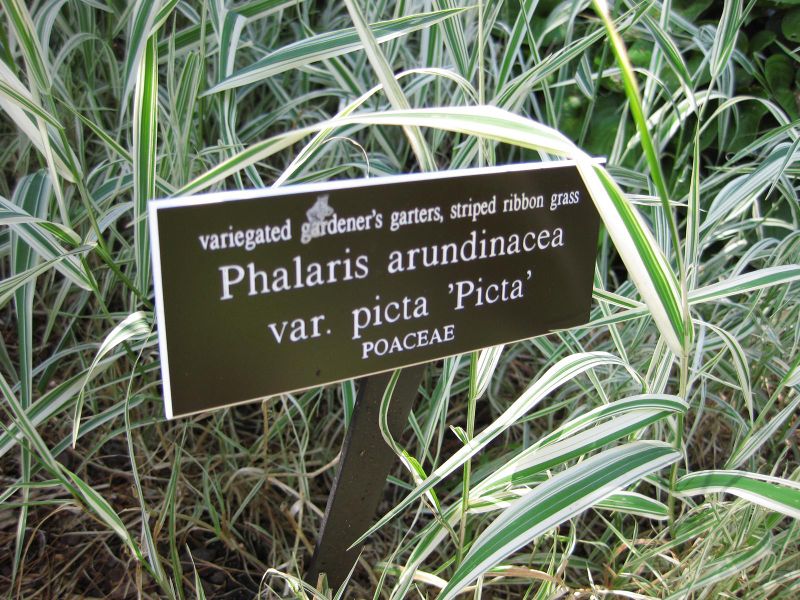 variegated gardener's garters, striped ribbon grass
Phalaris arundinacea
var. picta 'Picta'
POACEAE